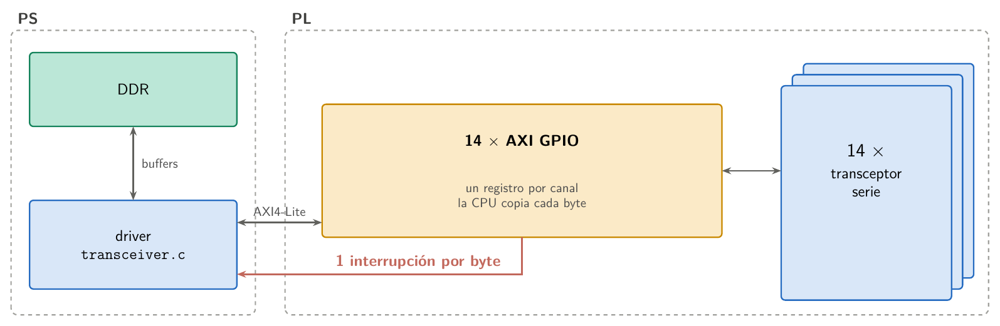 PS
DDR
buffers
driver
transceiver.c
AXI4-Lite
PL
14 × AXI GPIO
un registro por canal
la CPU copia cada byte
1 interrupción por byte
14 ×
transceptor
serie